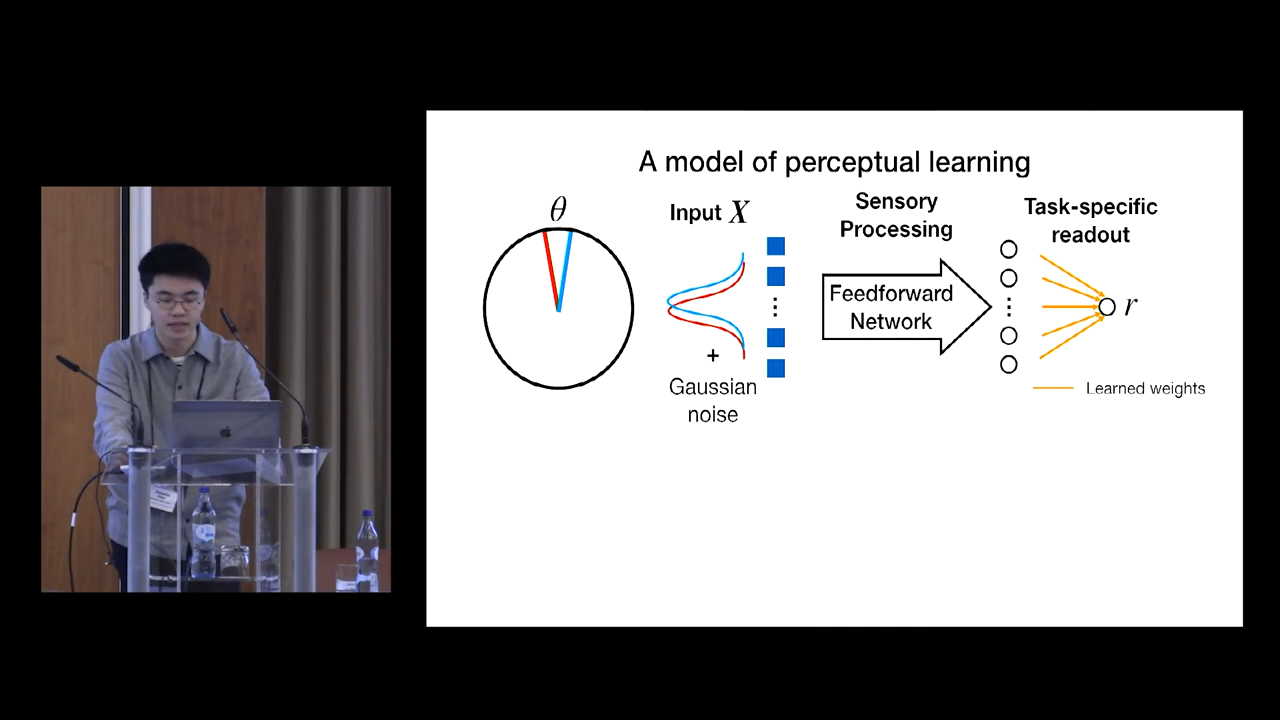 A model of perceptual learning
θ
Input X
Sensory
Processing
Task-specific
readout
Feedforward
Network
r
+
Gaussian
noise
Learned weights